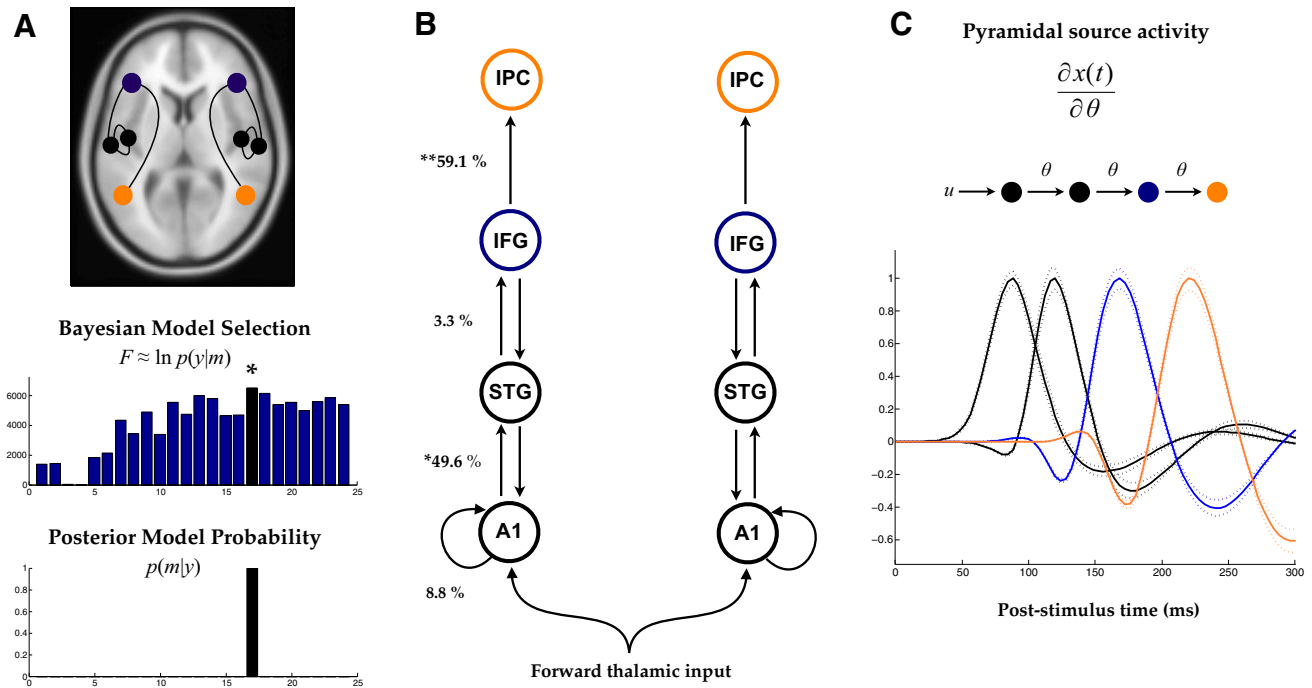 A
Bayesian Model Selection
F ≈ ln p(y|m)
*
6000
4000
2000
0
0 5 10 15 20 25
Posterior Model Probability
p(m|y)
1
0.8
0.6
0.4
0.2
0
0 5 10 15 20 25
B
IPC IPC
**59.1 %
IFG IFG
3.3 %
STG STG
*49.6 %
A1 A1
8.8 %
Forward thalamic input
C
Pyramidal source activity
∂x(t)
∂θ
θ θ θ
u
1
0.8
0.6
0.4
0.2
0
−0.2
−0.4
−0.6
0 50 100 150 200 250 300
Post-stimulus time (ms)